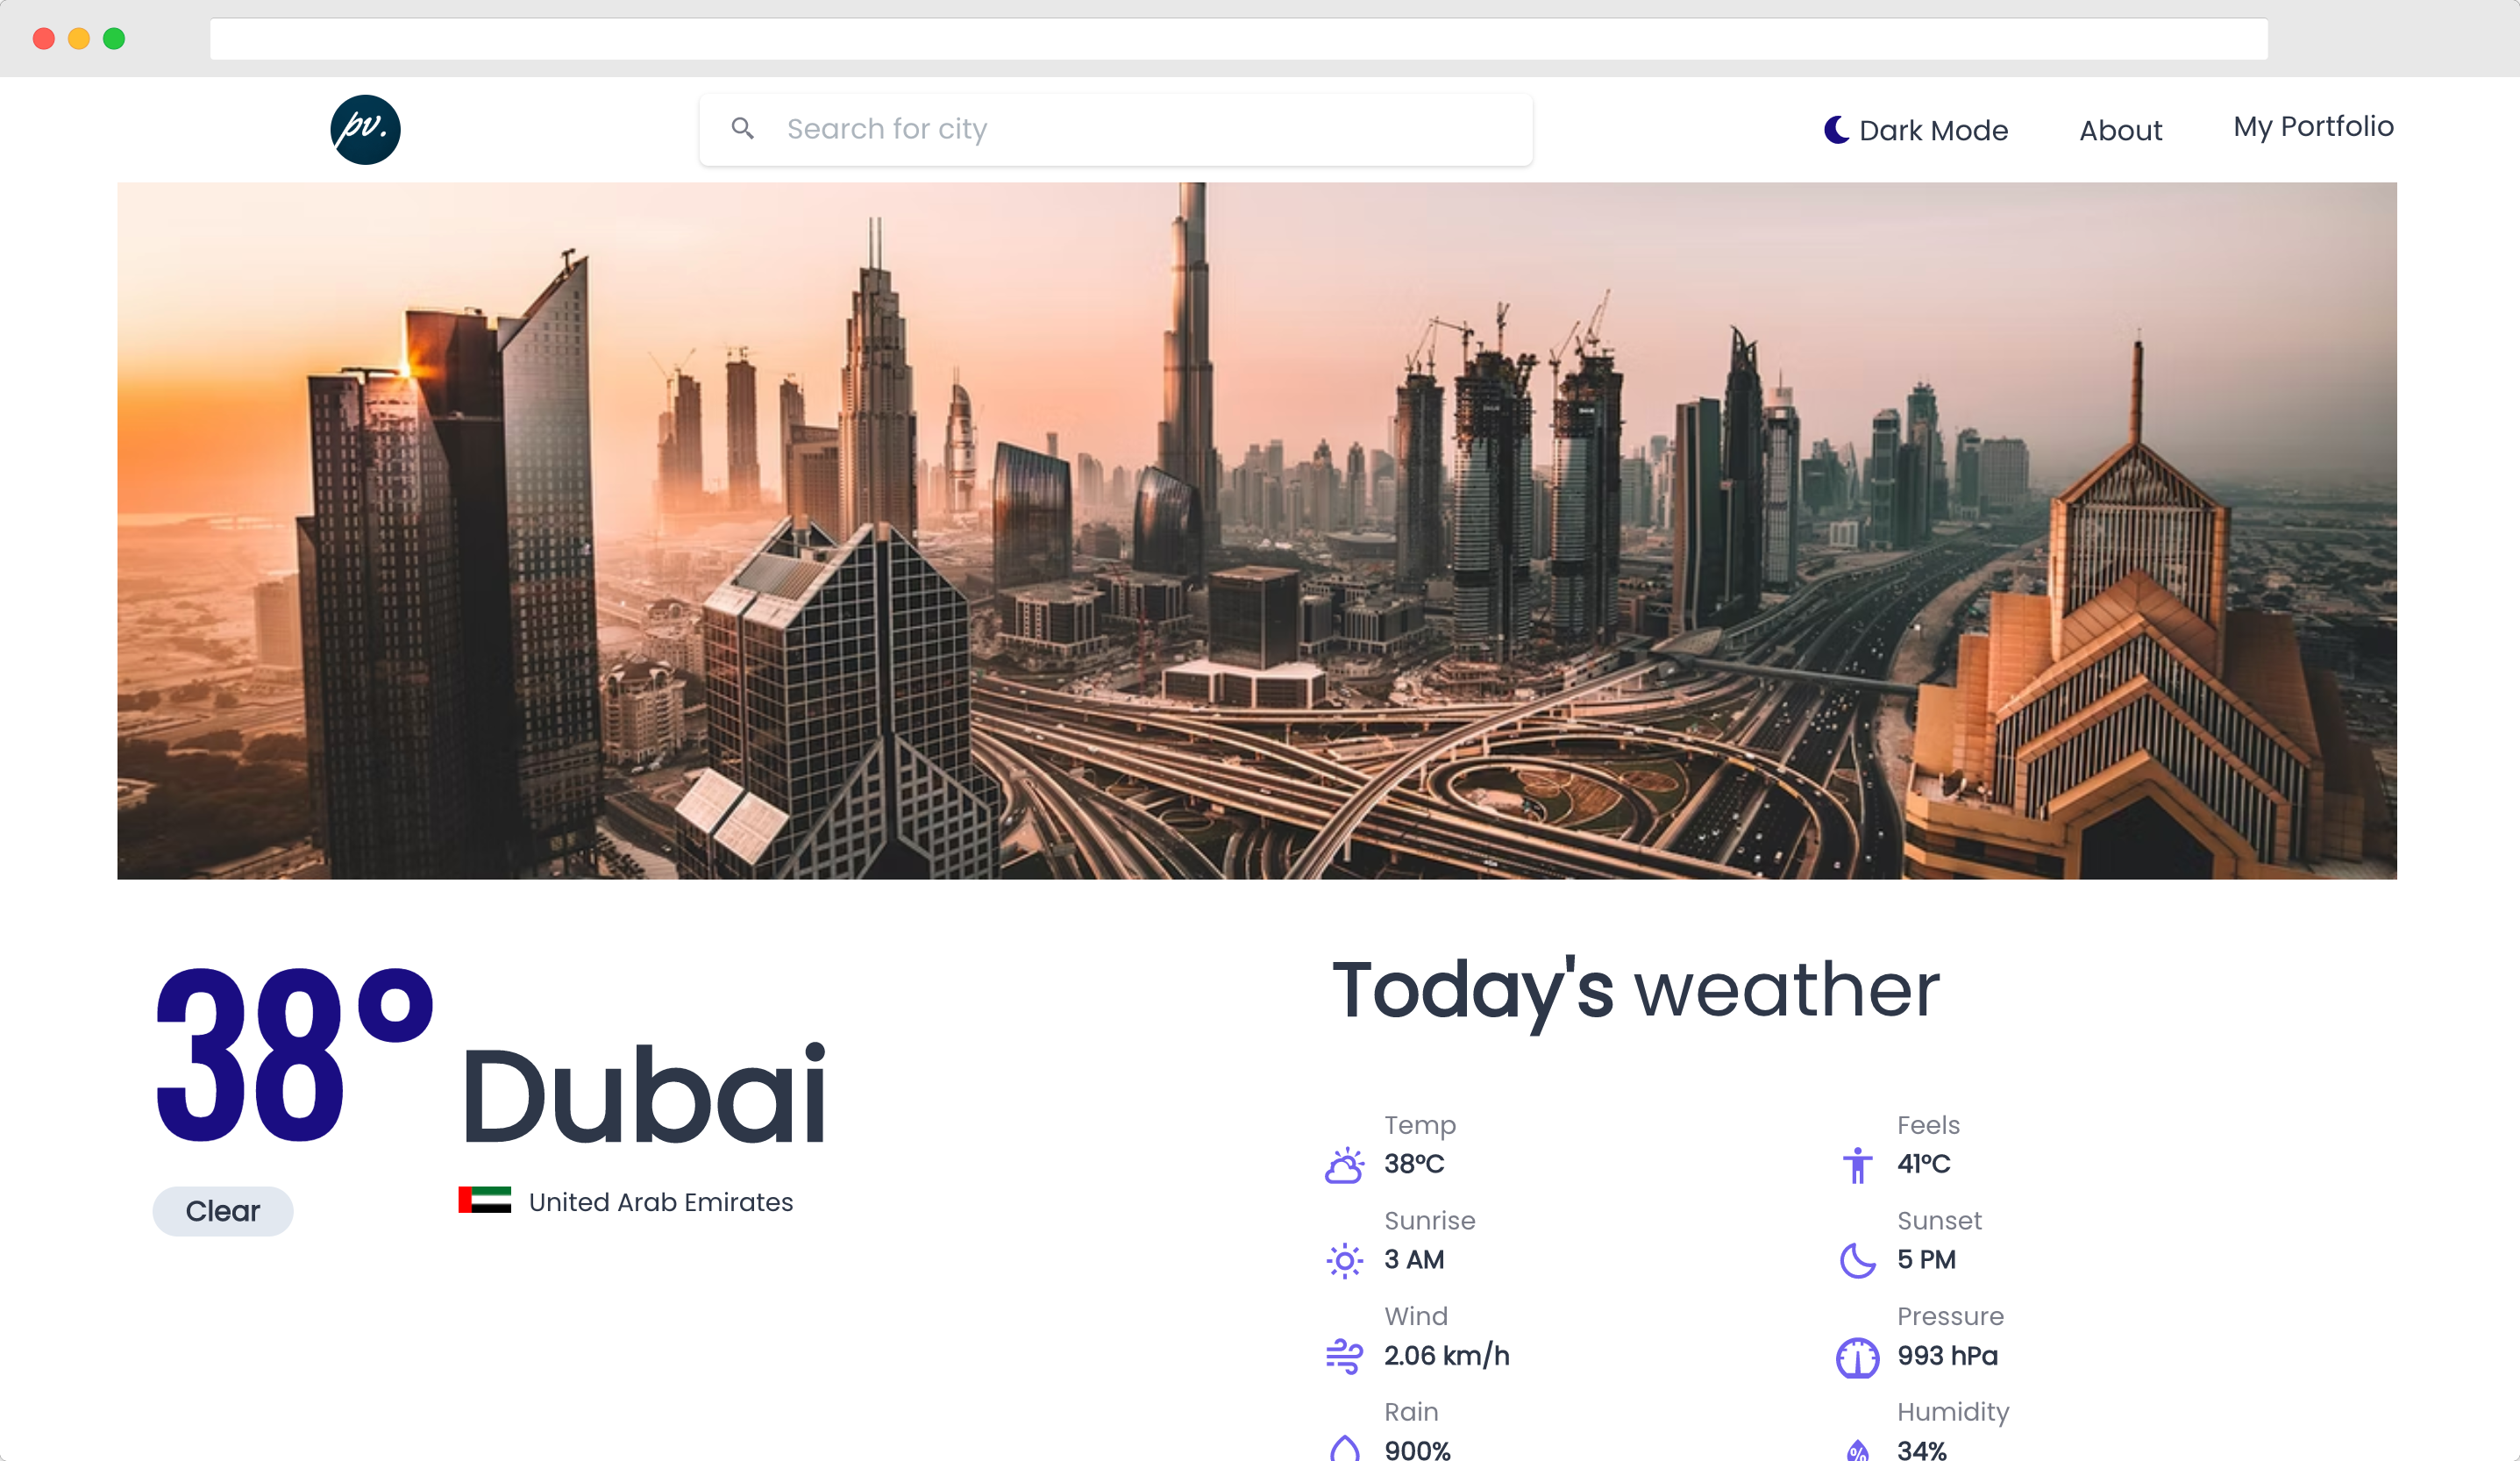 pv.
Search for city
Dark Mode
About
My Portfolio
38°
Dubai
Clear
United Arab Emirates
Today's weather
Temp
38°C
Feels
41°C
Sunrise
3 AM
Sunset
5 PM
Wind
2.06 km/h
Pressure
993 hPa
Rain
900%
Humidity
%
34%